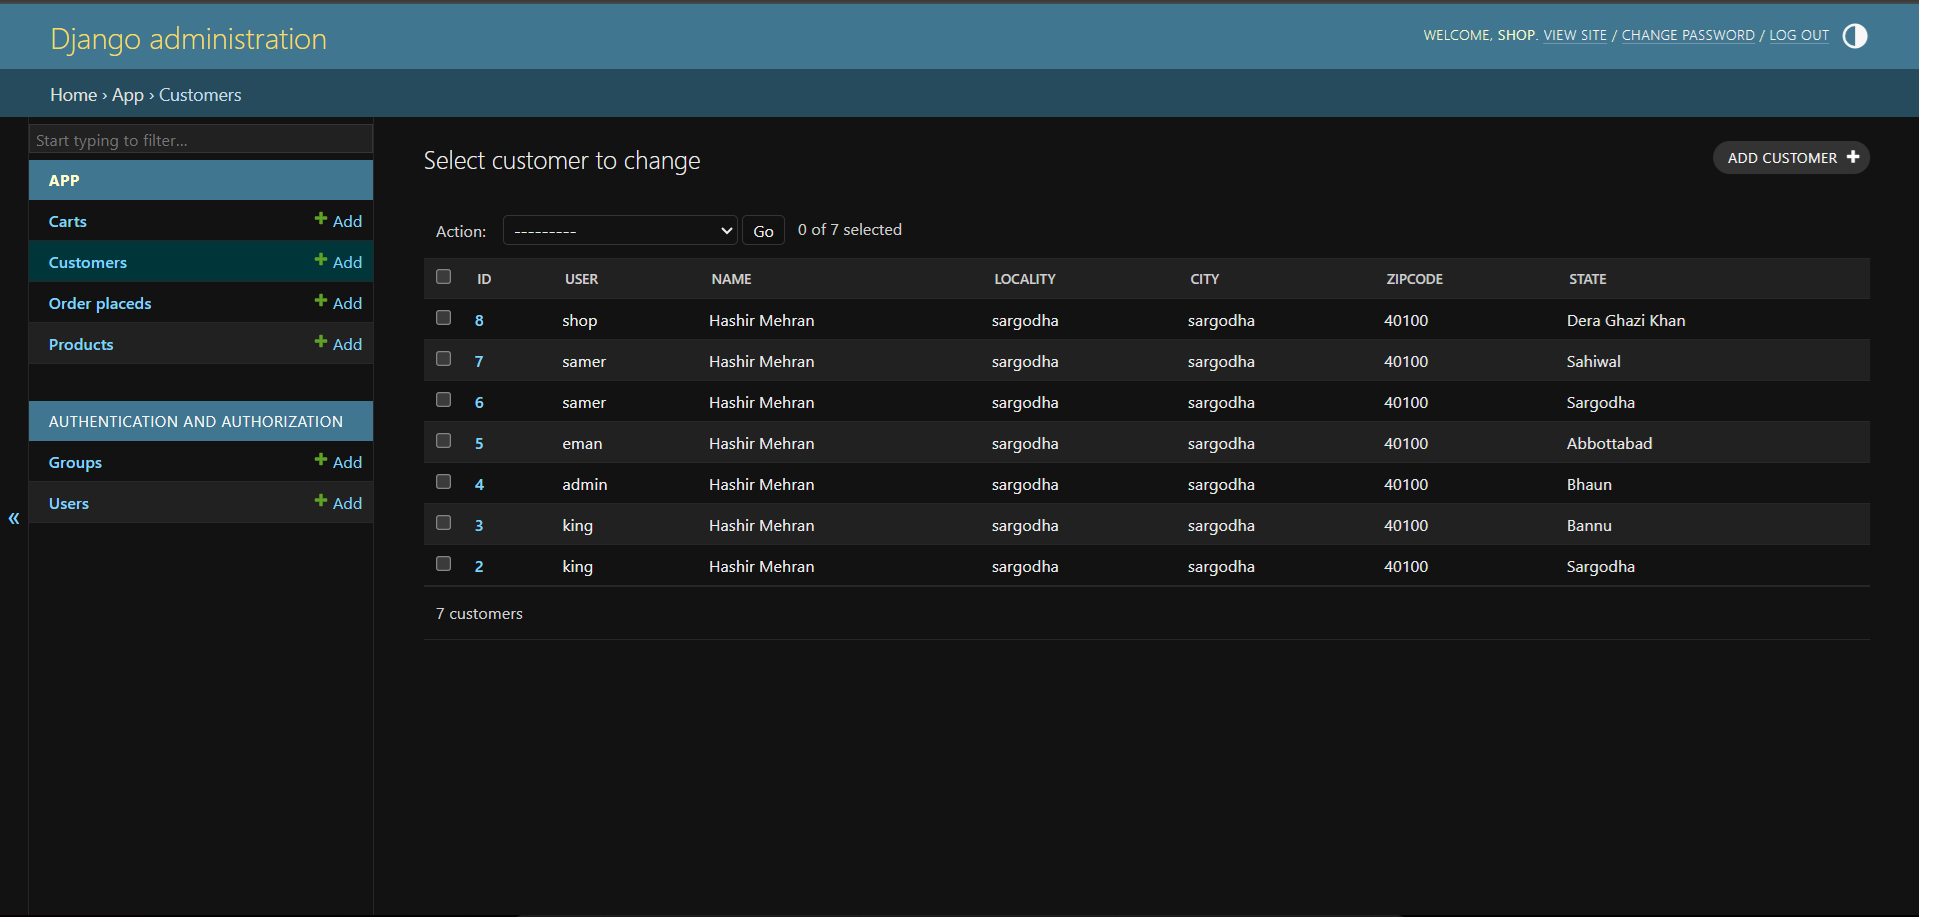 Django administration
WELCOME, SHOP. VIEW SITE / CHANGE PASSWORD / LOG OUT
Home › App › Customers
Start typing to filter...
APP
Carts + Add
Customers + Add
Order placeds + Add
Products + Add
AUTHENTICATION AND AUTHORIZATION
Groups + Add
Users + Add
«
Select customer to change
ADD CUSTOMER +
Action: --------- Go 0 of 7 selected
ID USER NAME LOCALITY CITY ZIPCODE STATE
8 shop Hashir Mehran sargodha sargodha 40100 Dera Ghazi Khan
7 samer Hashir Mehran sargodha sargodha 40100 Sahiwal
6 samer Hashir Mehran sargodha sargodha 40100 Sargodha
5 eman Hashir Mehran sargodha sargodha 40100 Abbottabad
4 admin Hashir Mehran sargodha sargodha 40100 Bhaun
3 king Hashir Mehran sargodha sargodha 40100 Bannu
2 king Hashir Mehran sargodha sargodha 40100 Sargodha
7 customers